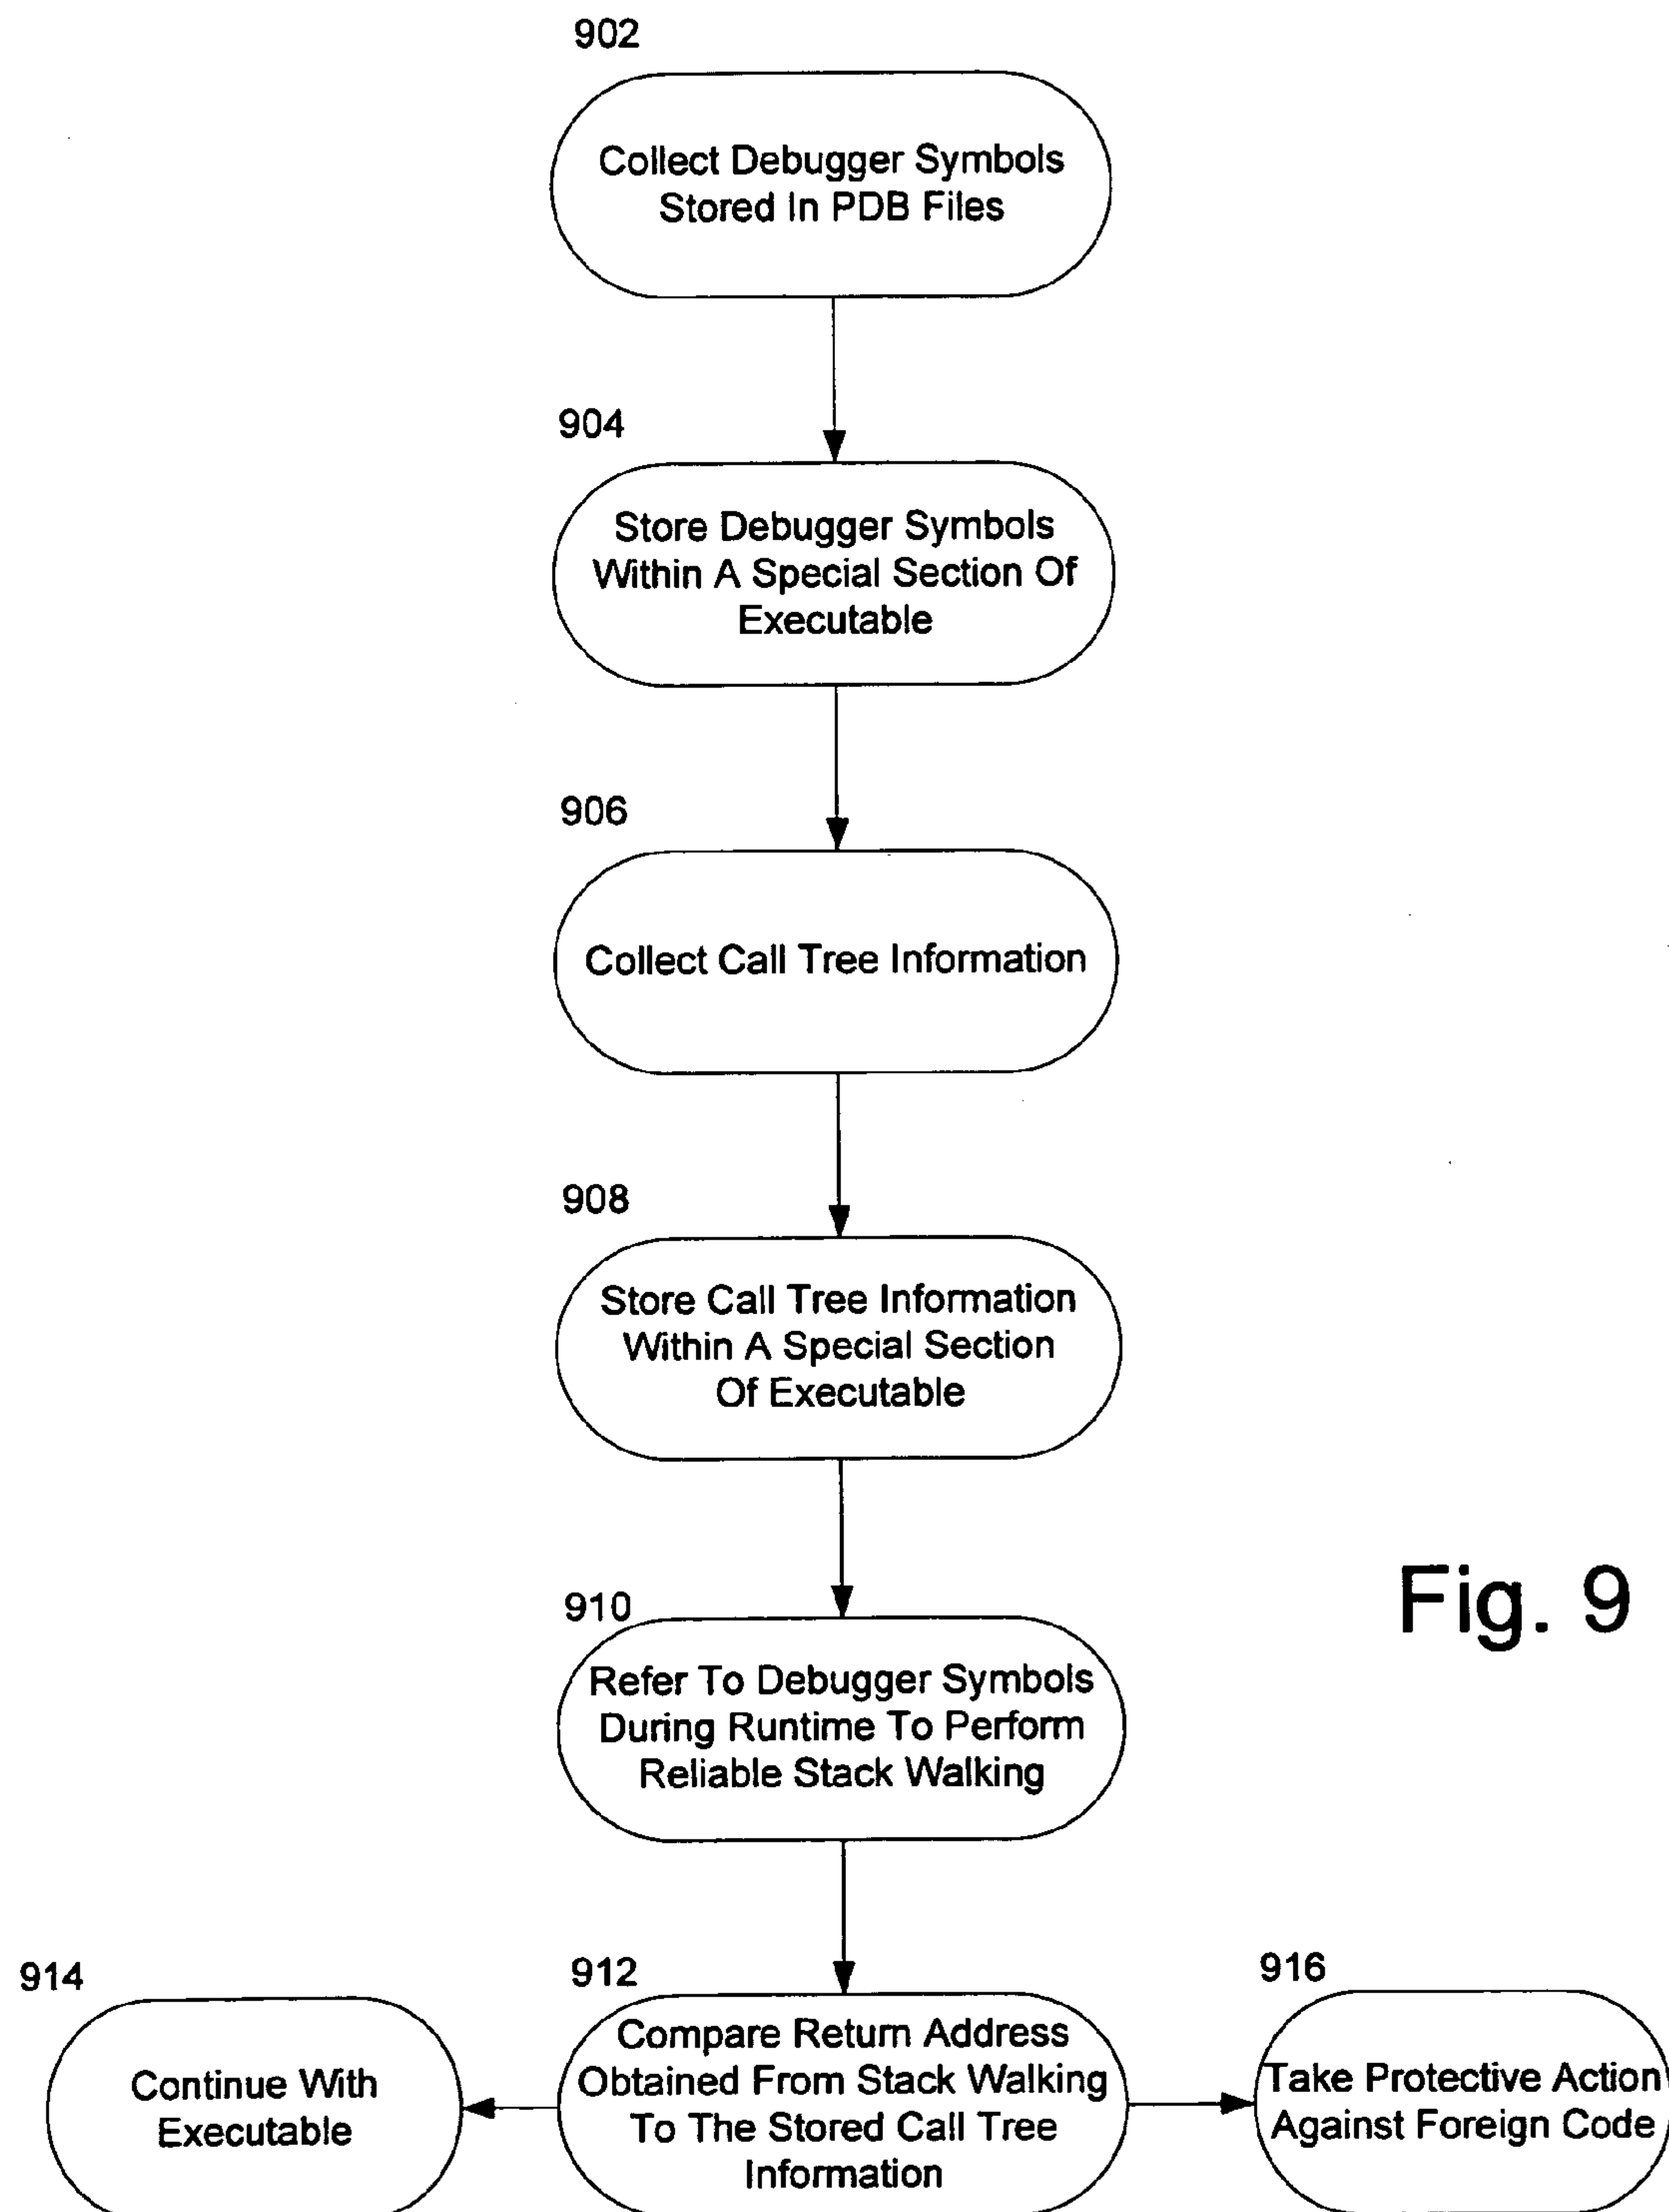 902
Collect Debugger Symbols
Stored In PDB Files
904
Store Debugger Symbols
Within A Special Section Of
Executable
906
Collect Call Tree Information
908
Store Call Tree Information
Within A Special Section
Of Executable
Fig. 9
910
Refer To Debugger Symbols
During Runtime To Perform
Reliable Stack Walking
914
Continue With
Executable
912
Compare Return Address
Obtained From Stack Walking
To The Stored Call Tree
Information
916
Take Protective Action
Against Foreign Code